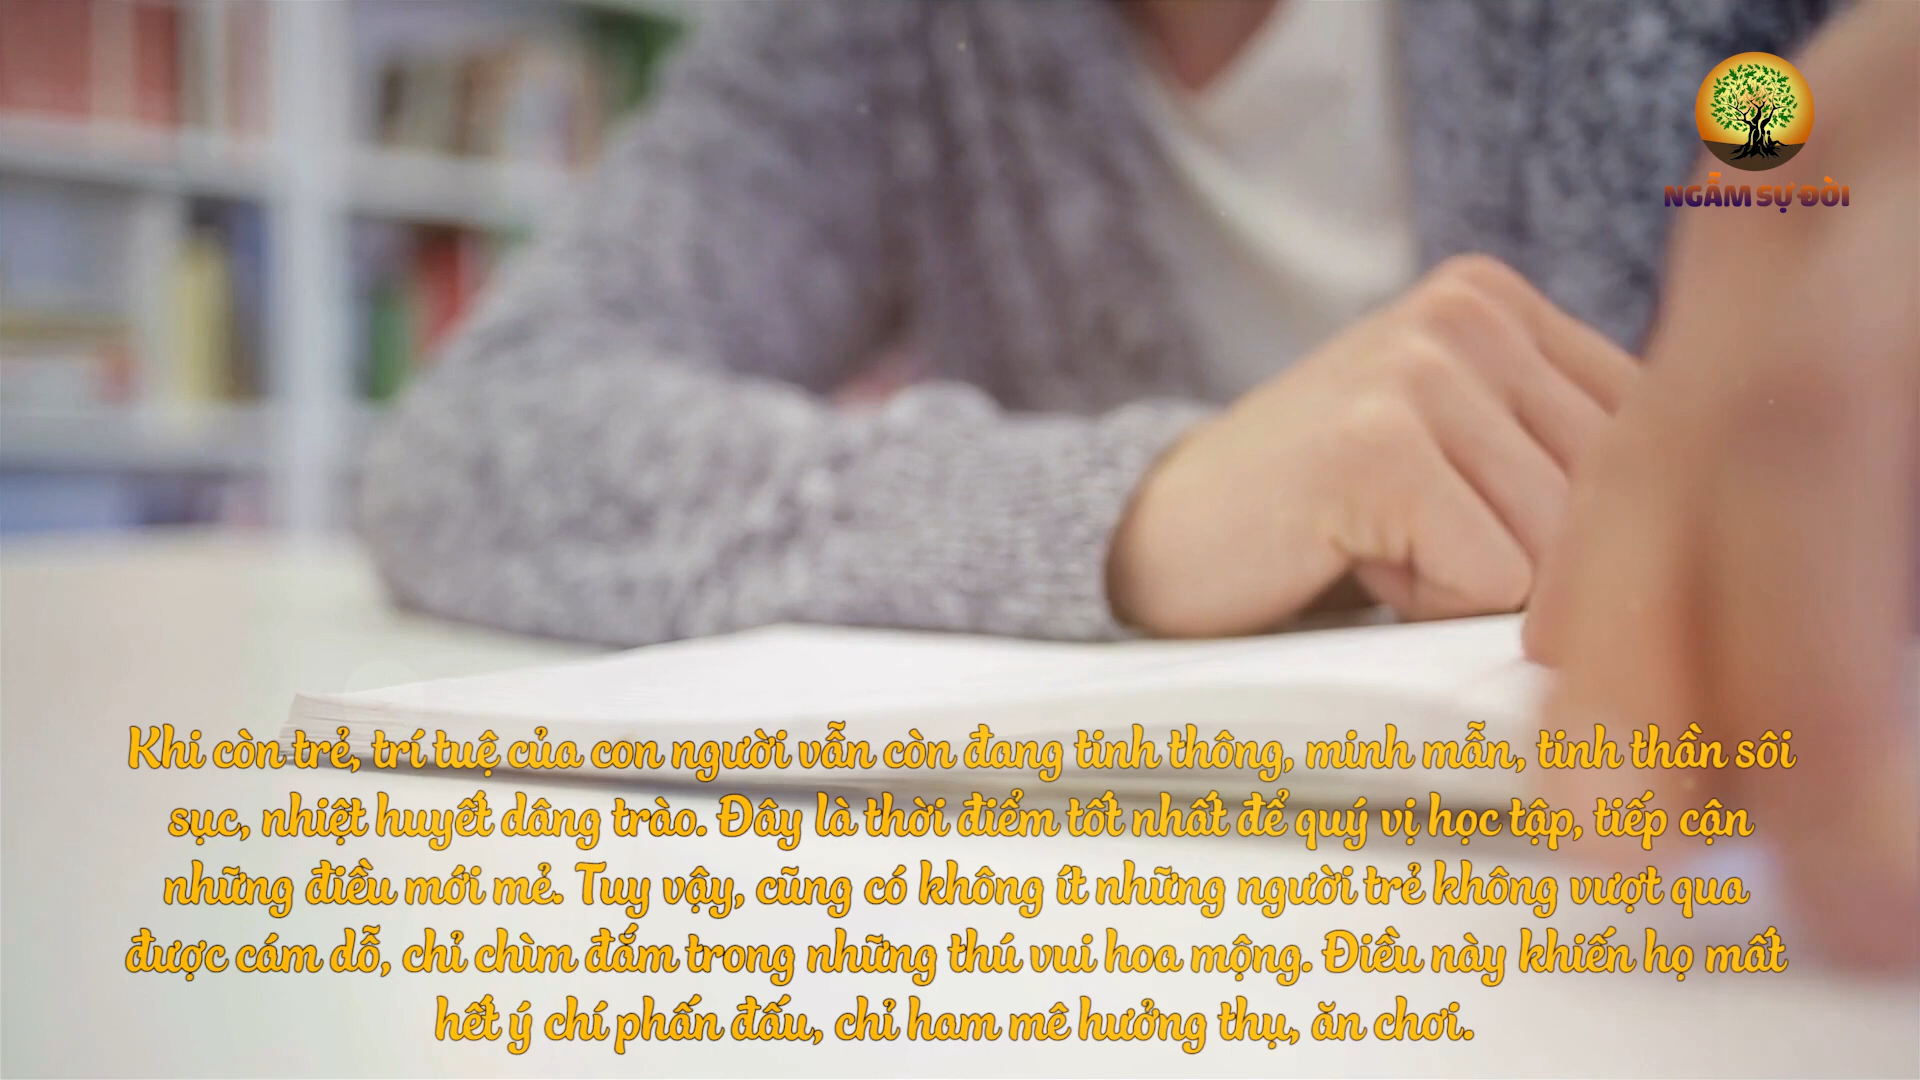 NGẪM SỰ ĐỜI
Khi còn trẻ, trí tuệ của con người vẫn còn đang tinh thông, minh mẫn, tinh thần sôi
sục, nhiệt huyết dâng trào. Đây là thời điểm tốt nhất để quý vị học tập, tiếp cận
những điều mới mẻ. Tuy vậy, cũng có không ít những người trẻ không vượt qua
được cám dỗ, chỉ chìm đắm trong những thú vui hoa mộng. Điều này khiến họ mất
hết ý chí phấn đấu, chỉ ham mê hưởng thụ, ăn chơi.